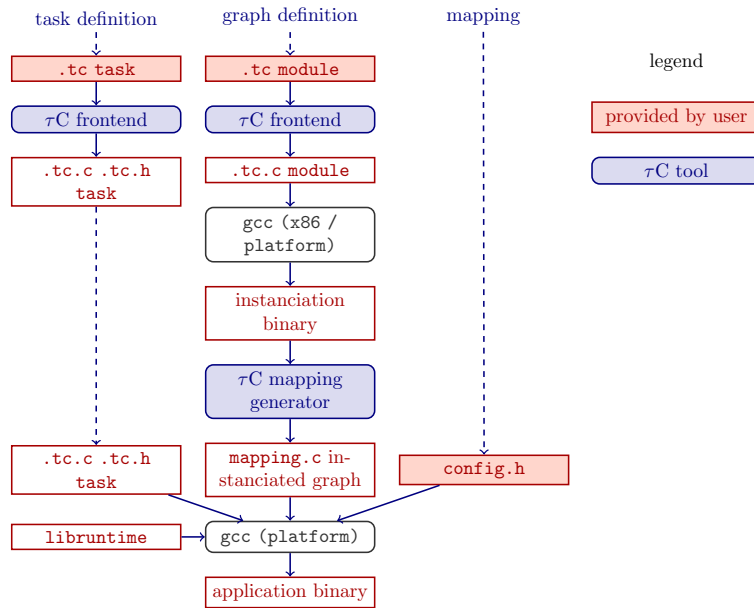 task definition
graph definition
mapping
.tc task
.tc module
legend
τC frontend
τC frontend
provided by user
.tc.c .tc.h
task
.tc.c module
τC tool
gcc (x86 /
platform)
instanciation
binary
τC mapping
generator
.tc.c .tc.h
task
mapping.c in-
stanciated graph
config.h
libruntime
gcc (platform)
application binary